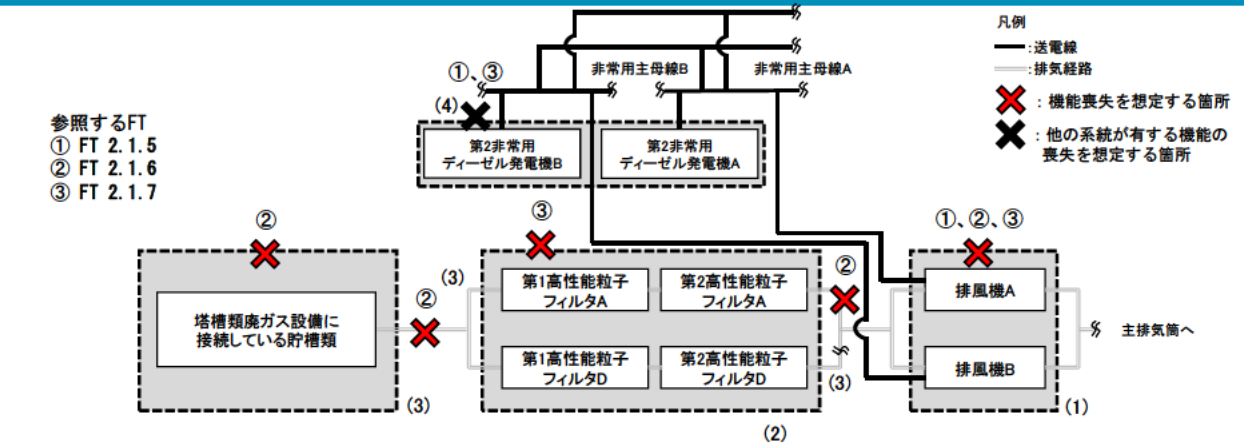 凡例
:送電線
:排気経路
:機能喪失を想定する箇所
:他の系統が有する機能の
喪失を想定する箇所
非常用主母線B
非常用主母線A
①、③
(4)
第2非常用
ディーゼル発電機B
第2非常用
ディーゼル発電機A
参照するFT
① FT 2.1.5
② FT 2.1.6
③ FT 2.1.7
②
塔槽類廃ガス設備に
接続している貯槽類
(3)
②
(3)
③
第1高性能粒子
フィルタA
第2高性能粒子
フィルタA
第1高性能粒子
フィルタD
第2高性能粒子
フィルタD
(2)
②
(3)
①、②、③
排風機A
排風機B
(1)
主排気筒へ